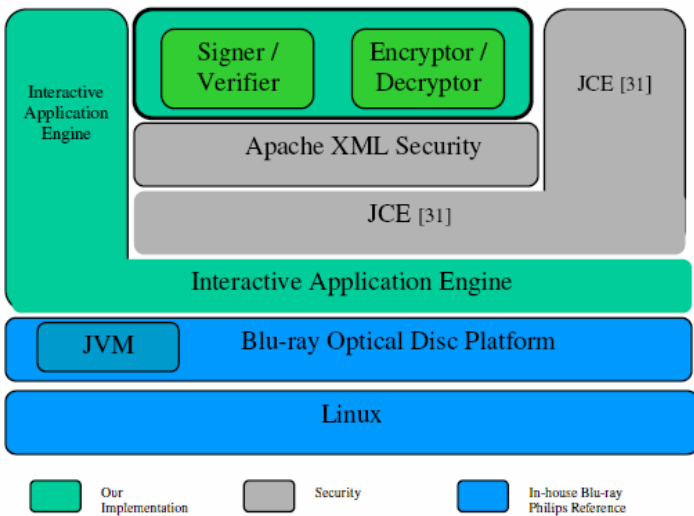 Signer /
Verifier
Encryptor /
Decryptor
Interactive
Application
Engine
JCE [31]
Apache XML Security
JCE [31]
Interactive Application Engine
JVM
Blu-ray Optical Disc Platform
Linux
Our
Implementation
Security
In-house Blu-ray
Philips Reference